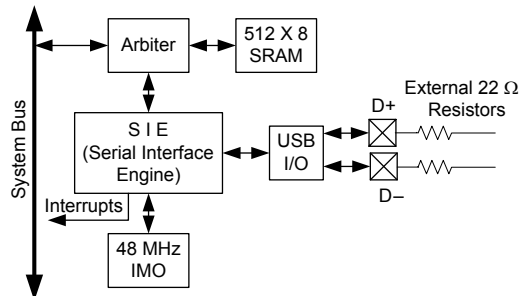 Arbiter
512 X 8
SRAM
External 22 Ω
Resistors
D+
System Bus
S I E
(Serial Interface
Engine)
USB
I/O
D–
Interrupts
48 MHz
IMO